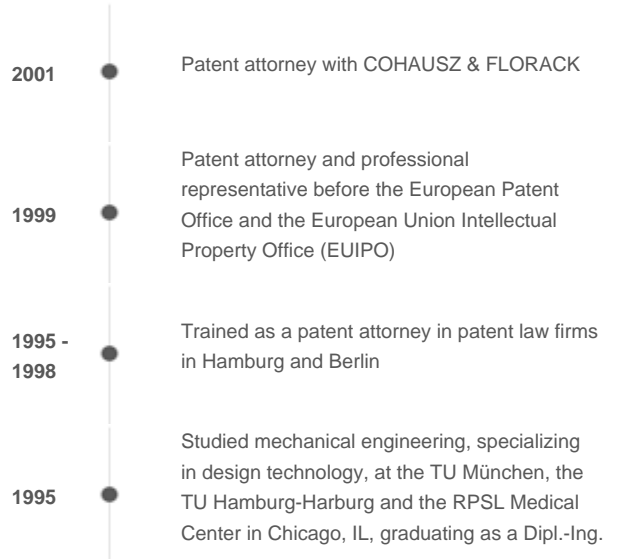 2001
Patent attorney with COHAUSZ & FLORACK
1999
Patent attorney and professional
representative before the European Patent
Office and the European Union Intellectual
Property Office (EUIPO)
1995 -
1998
Trained as a patent attorney in patent law firms
in Hamburg and Berlin
1995
Studied mechanical engineering, specializing
in design technology, at the TU München, the
TU Hamburg-Harburg and the RPSL Medical
Center in Chicago, IL, graduating as a Dipl.-Ing.